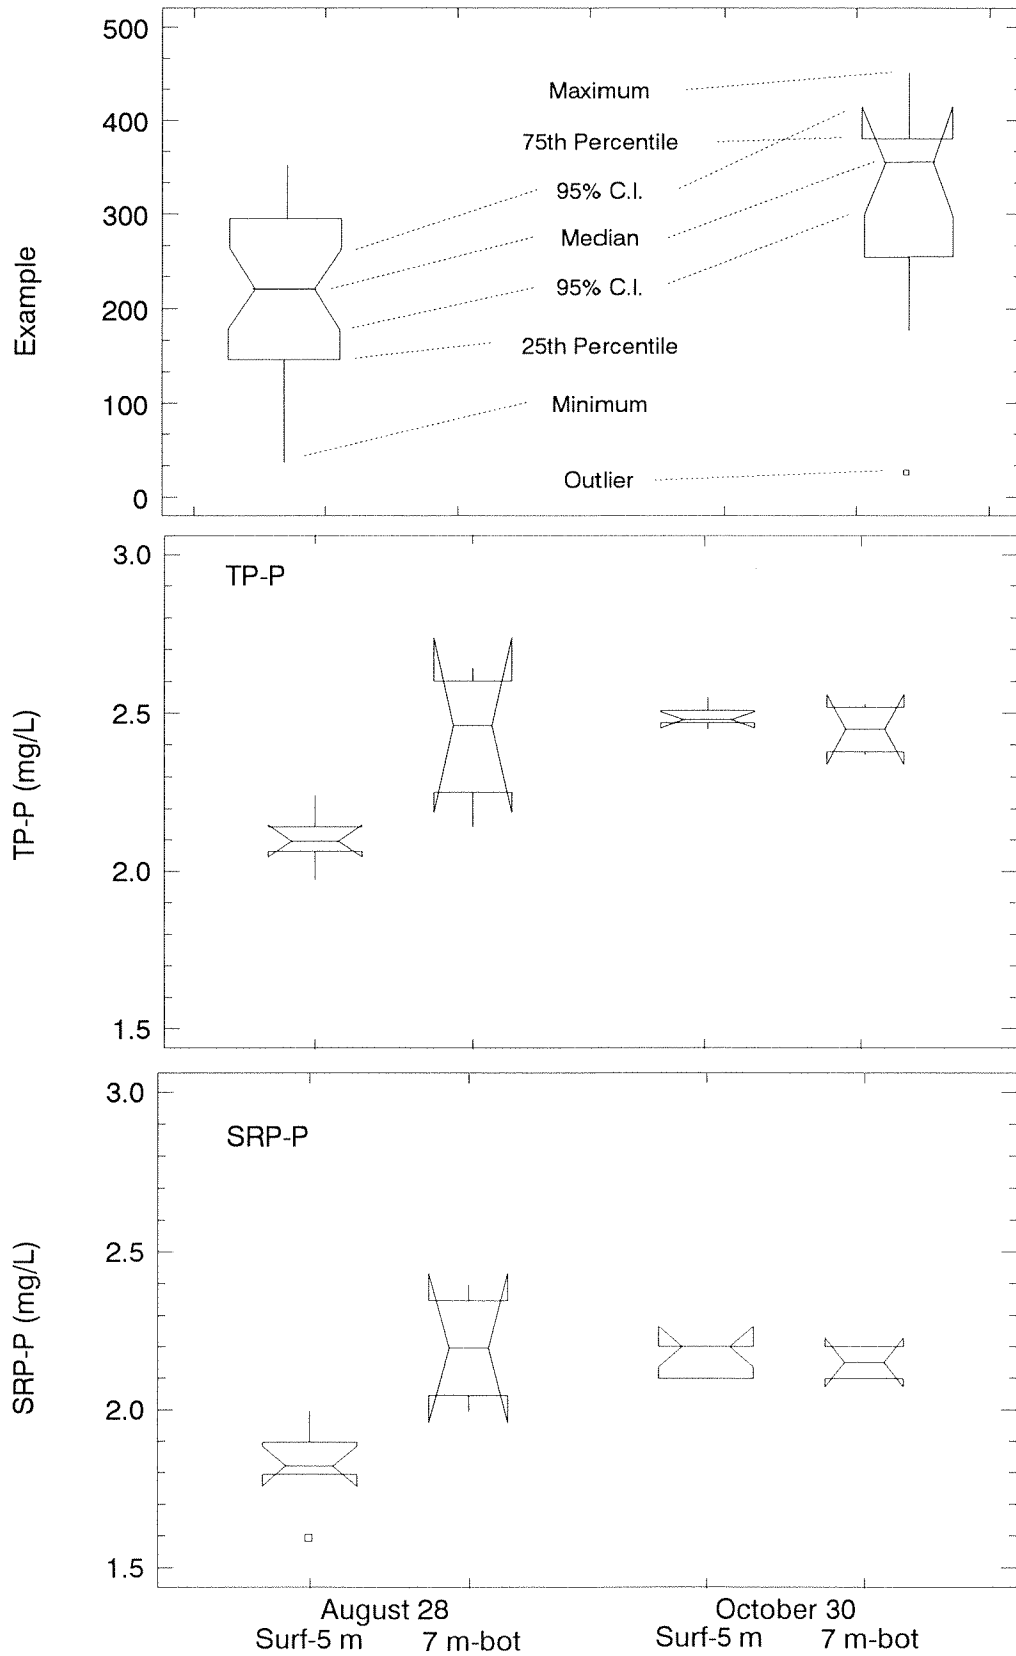 500
400
300
200
100
0
Example
Maximum
75th Percentile
95% C.I.
Median
95% C.I.
25th Percentile
Minimum
Outlier
3.0
2.5
2.0
1.5
TP-P (mg/L)
TP-P
3.0
2.5
2.0
1.5
SRP-P (mg/L)
SRP-P
August 28 October 30
Surf-5 m 7 m-bot Surf-5 m 7 m-bot